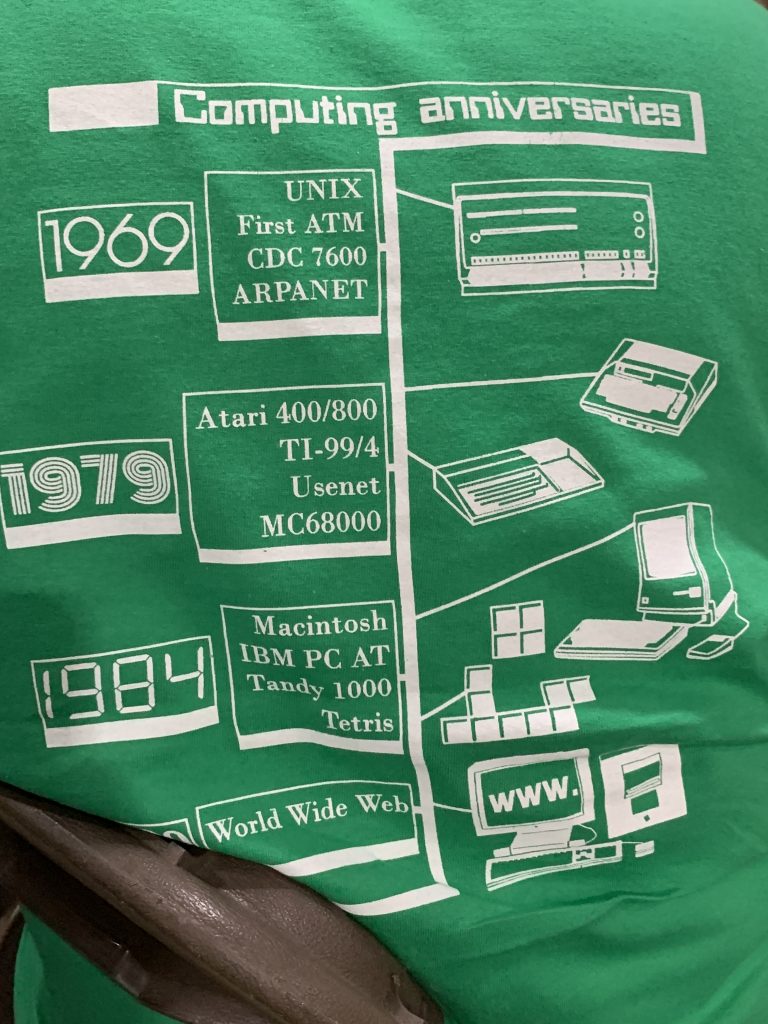 Computing anniversaries
1969
UNIX
First ATM
CDC 7600
ARPANET
1979
Atari 400/800
TI-99/4
Usenet
MC68000
1984
Macintosh
IBM PC AT
Tandy 1000
Tetris
World Wide Web
www.